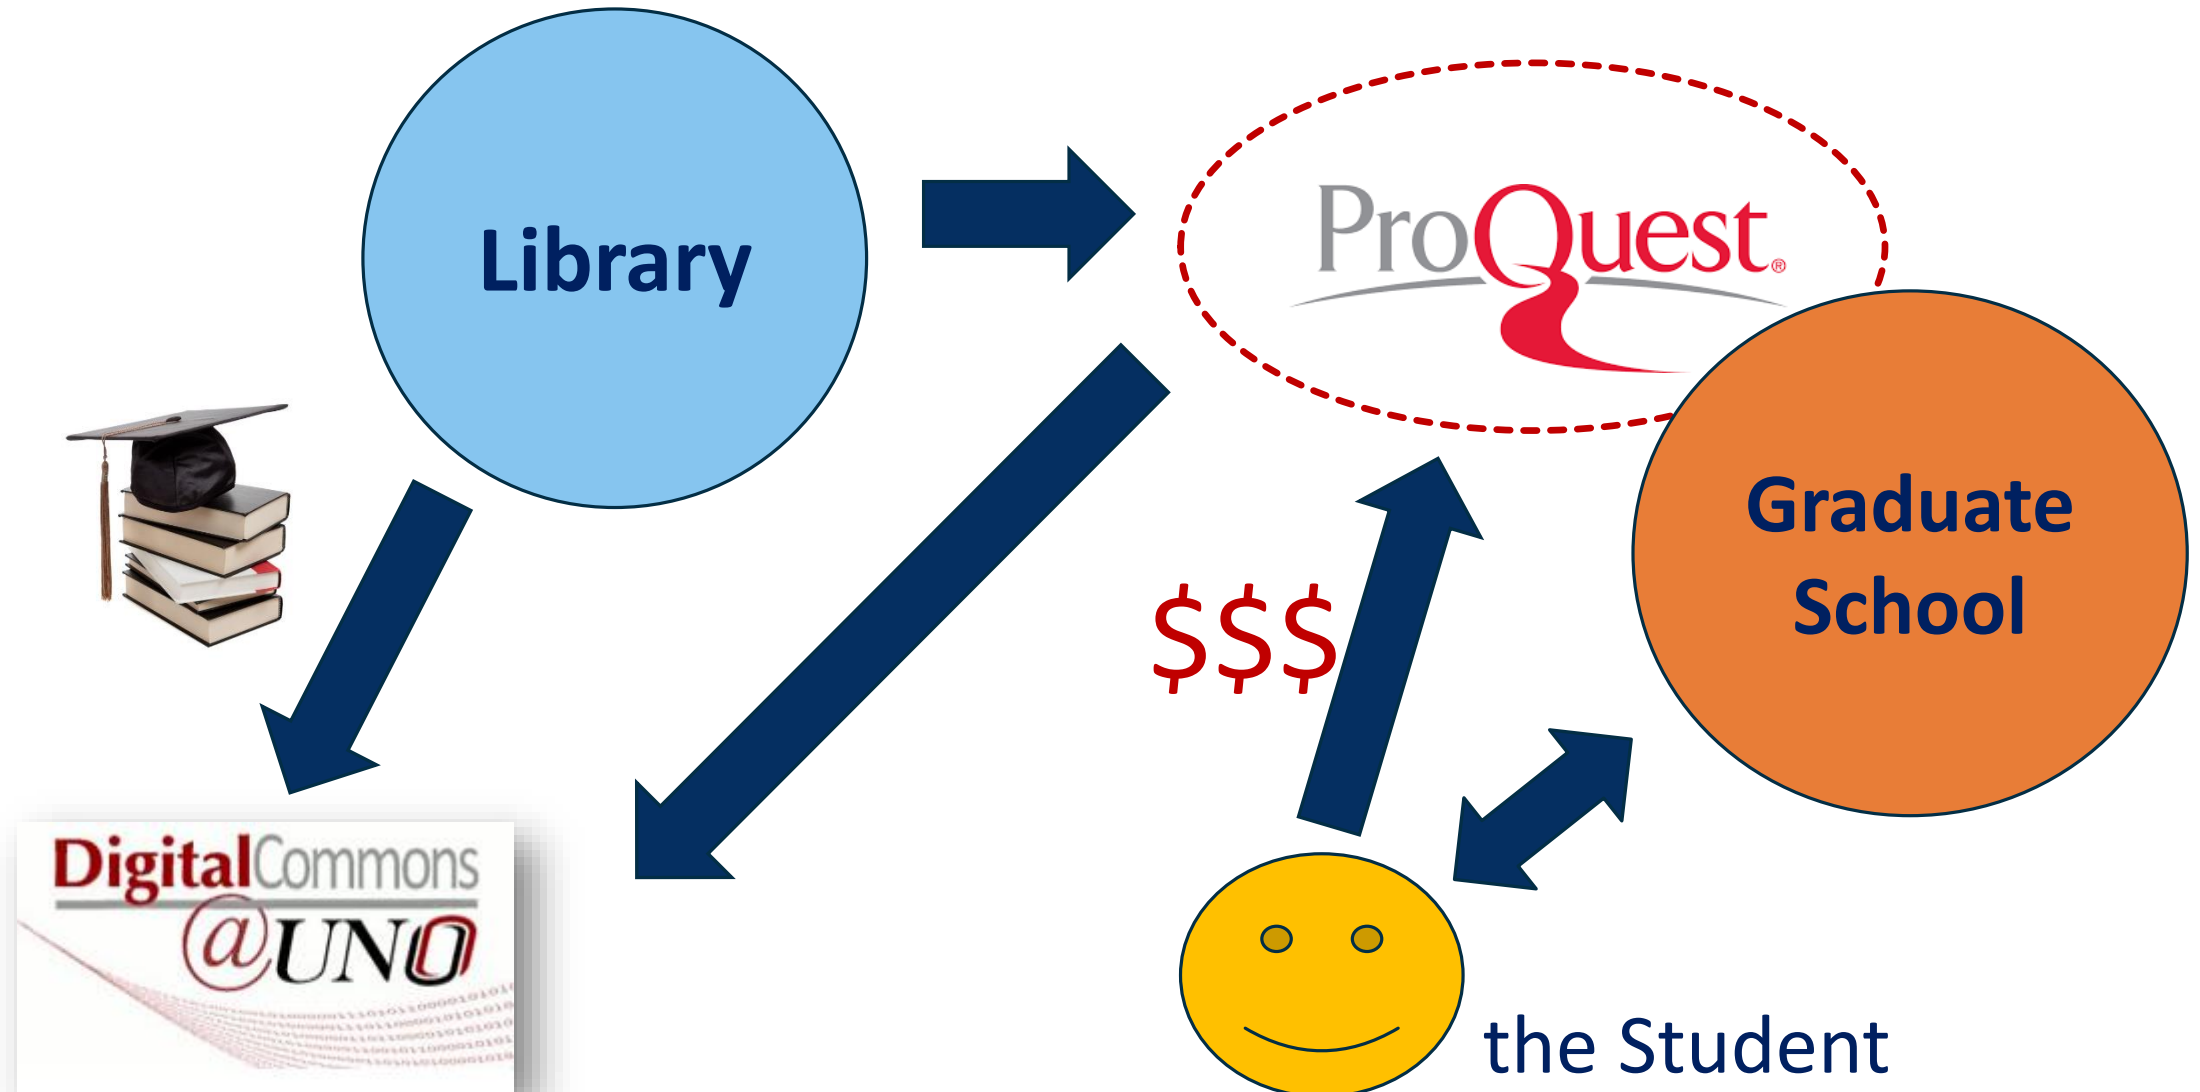 Library
ProQuest®
Graduate
School
$$$
DigitalCommons
@UNO
the Student